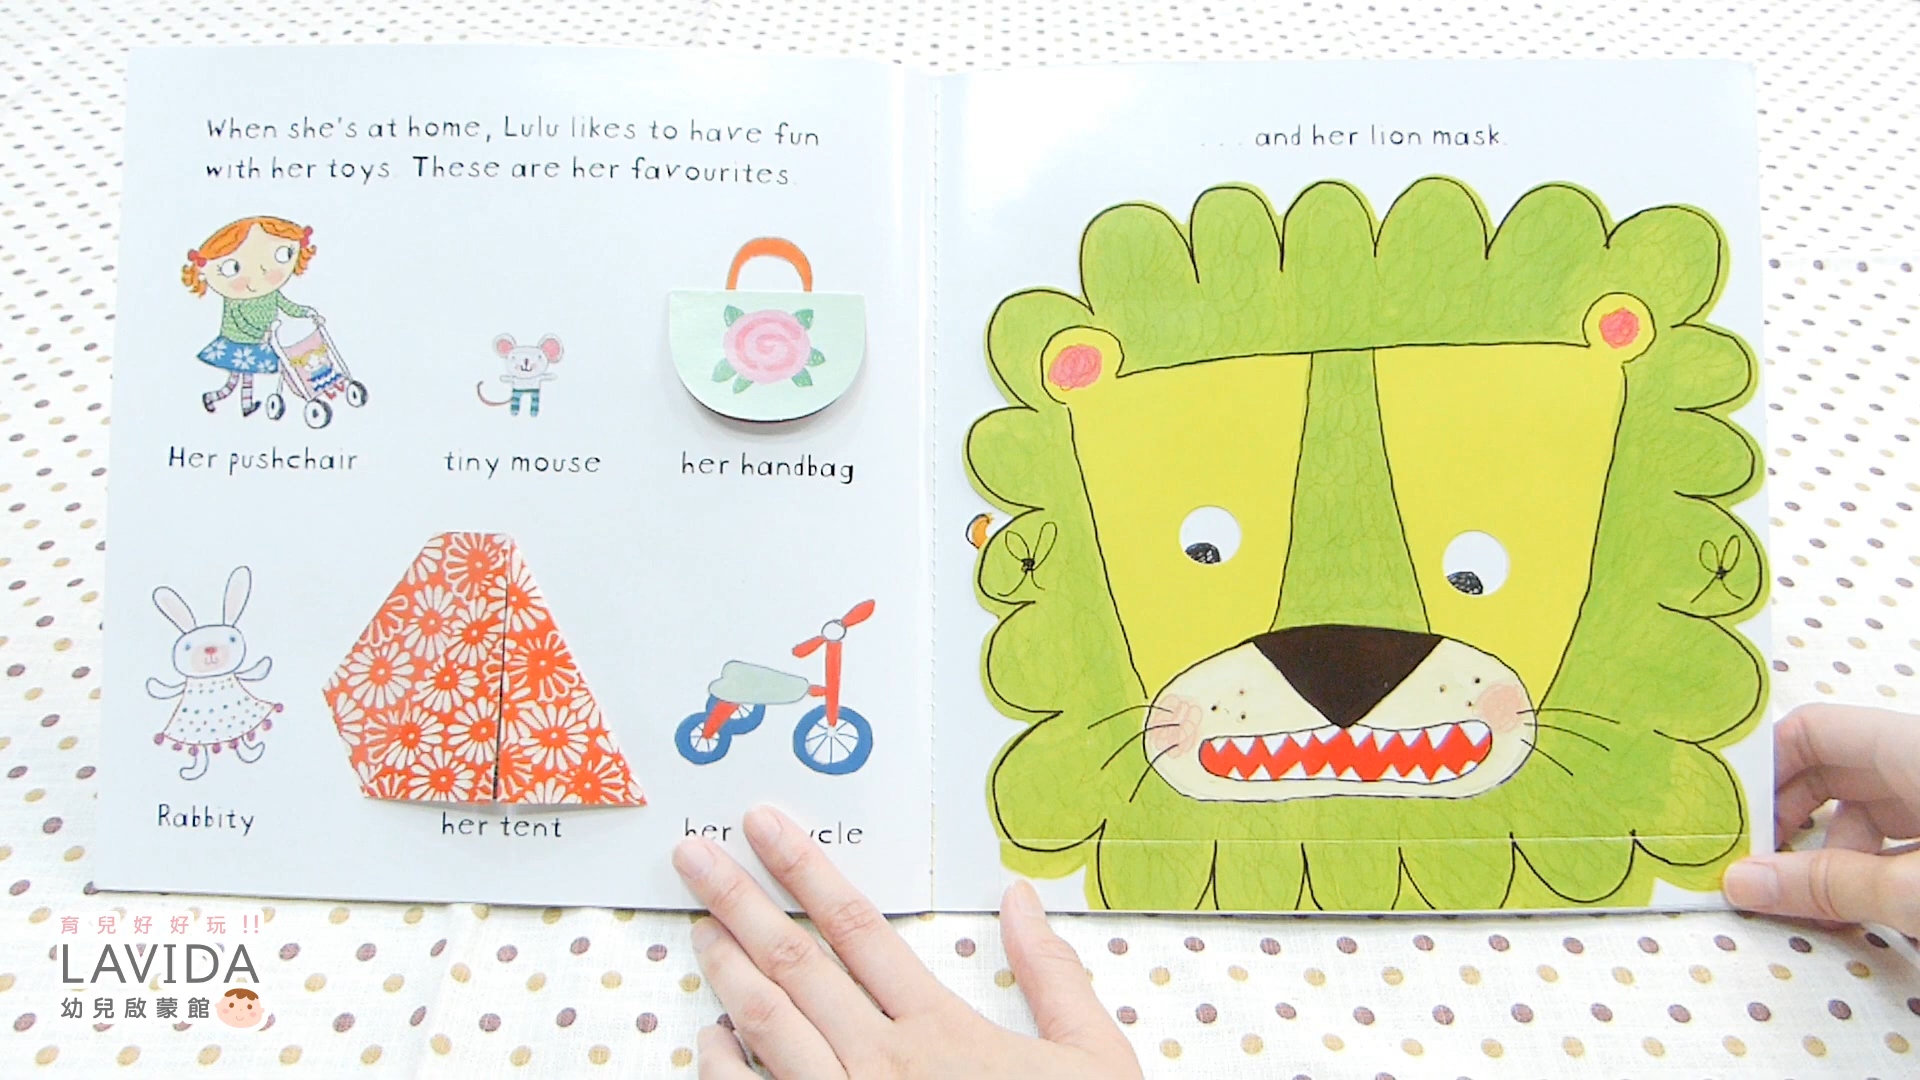 When she's at home, Lulu likes to have fun
with her toys. These are her favourites.
Her pushchair
tiny mouse
her handbag
Rabbity
her tent
her cle
. . . and her lion mask.
育兒好好玩!!
LAVIDA
幼兒啟蒙館